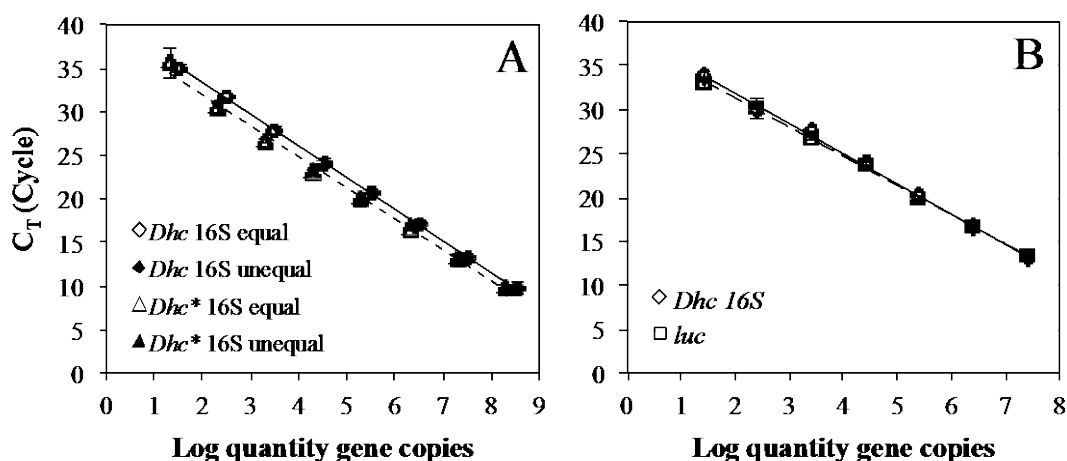 A
40
35
30
25
20
15
10
5
0
C_T (Cycle)
Dhc 16S equal
Dhc 16S unequal
Dhc* 16S equal
Dhc* 16S unequal
0 1 2 3 4 5 6 7 8 9
Log quantity gene copies
B
40
35
30
25
20
15
10
5
0
Dhc 16S
luc
0 1 2 3 4 5 6 7 8
Log quantity gene copies